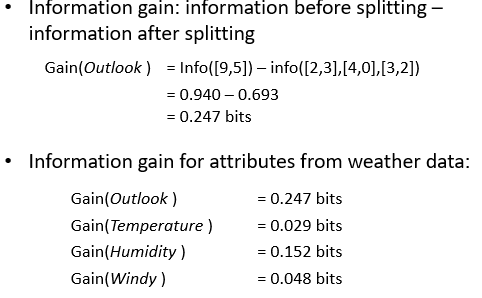 • Information gain: information before splitting –
information after splitting
Gain(Outlook ) = Info([9,5]) – info([2,3],[4,0],[3,2])
= 0.940 – 0.693
= 0.247 bits
• Information gain for attributes from weather data:
Gain(Outlook ) = 0.247 bits
Gain(Temperature ) = 0.029 bits
Gain(Humidity ) = 0.152 bits
Gain(Windy ) = 0.048 bits